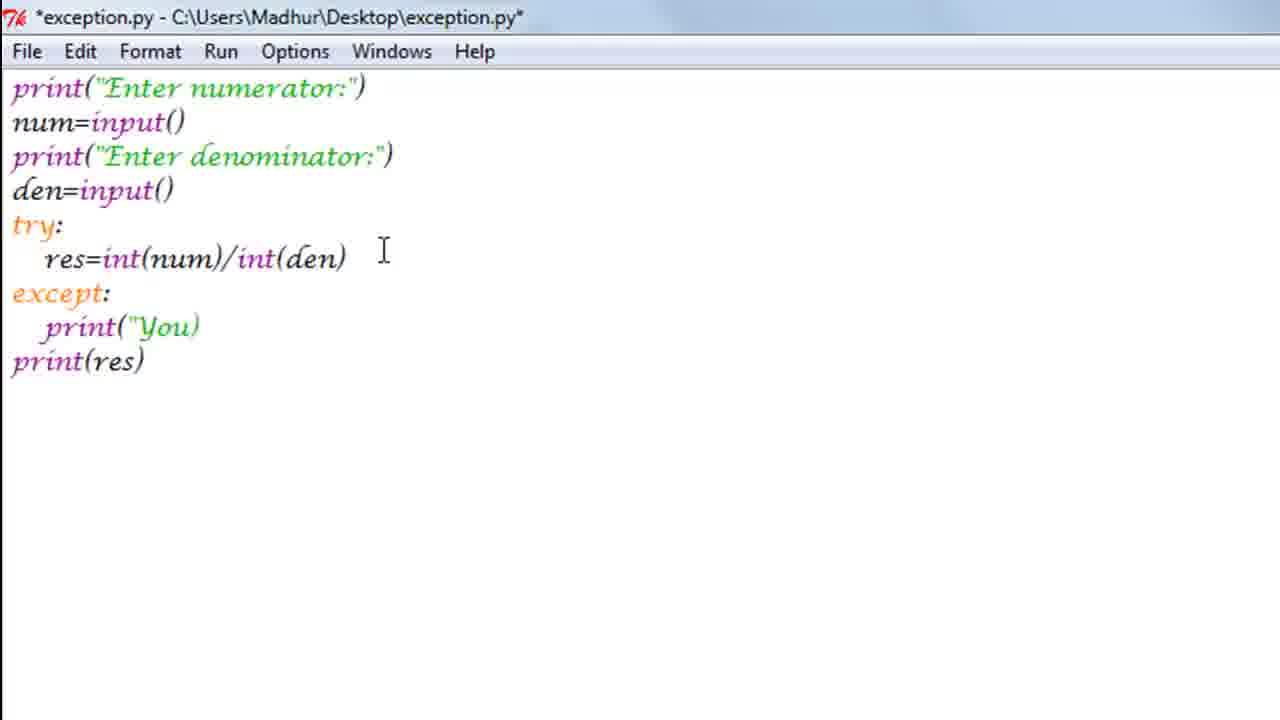 *exception.py - C:\Users\Madhur\Desktop\exception.py*
File Edit Format Run Options Windows Help
print("Enter numerator:")
num=input()
print("Enter denominator:")
den=input()
try:
    res=int(num)/int(den)
except:
    print("You)
print(res)